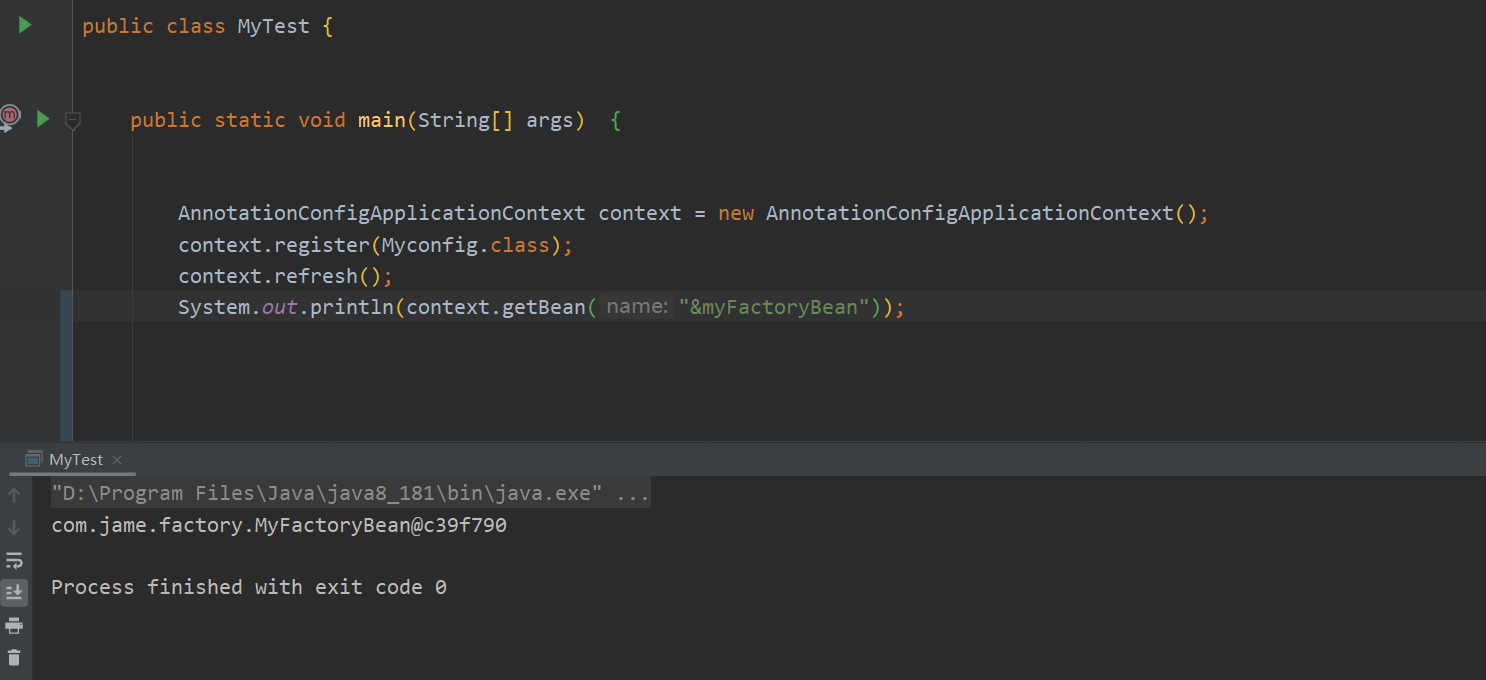 public class MyTest {
public static void main(String[] args)  {
AnnotationConfigApplicationContext context = new AnnotationConfigApplicationContext();
context.register(Myconfig.class);
context.refresh();
System.out.println(context.getBean( name: "&myFactoryBean"));
MyTest
"D:\Program Files\Java\java8_181\bin\java.exe" ...
com.jame.factory.MyFactoryBean@c39f790
Process finished with exit code 0